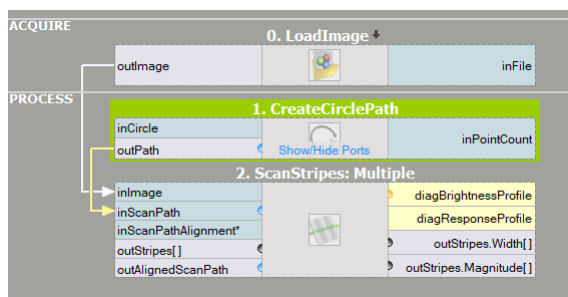 ACQUIRE
0. LoadImage
outImage inFile
PROCESS
1. CreateCirclePath
inCircle
outPath Show/Hide Ports inPointCount
2. ScanStripes: Multiple
inImage diagBrightnessProfile
inScanPath diagResponseProfile
inScanPathAlignment*
outStripes[] outStripes.Width[]
outAlignedScanPath outStripes.Magnitude[]